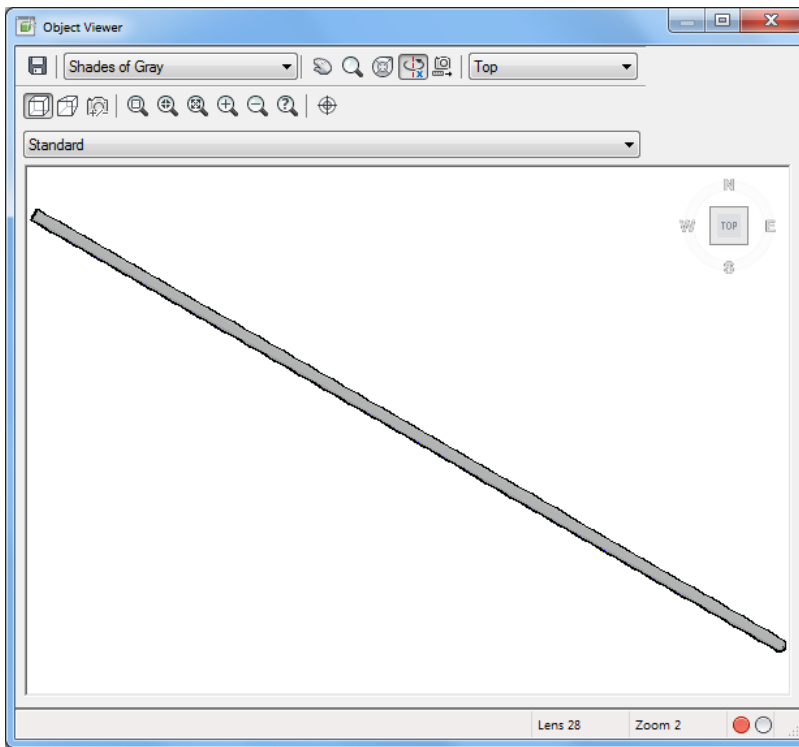 Object Viewer
Shades of Gray
Top
Standard
N
W
TOP
E
S
Lens 28
Zoom 2